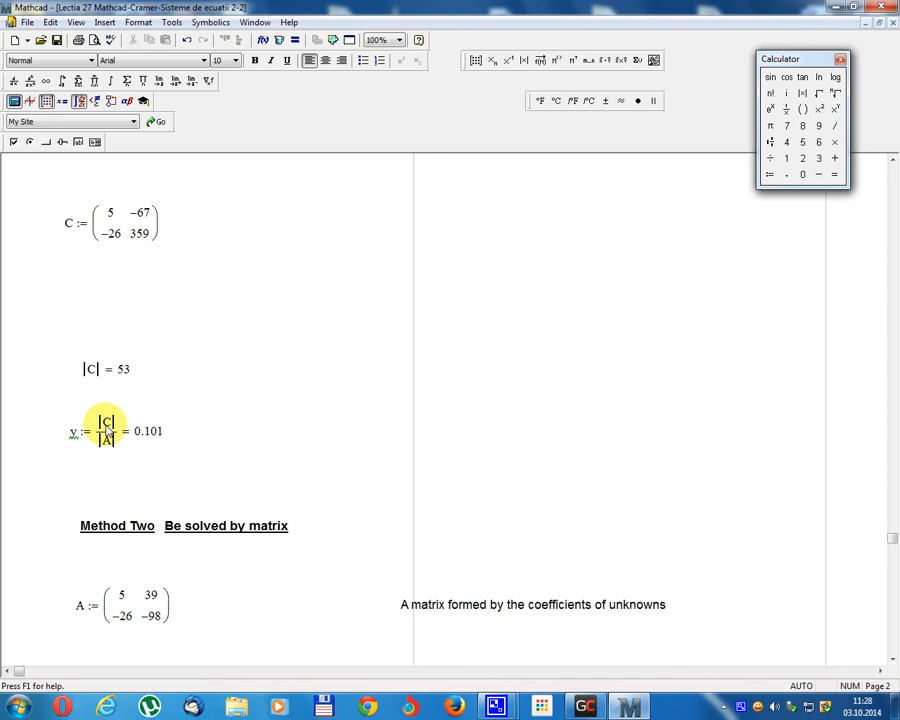 Mathcad - [Lectia 27 Mathcad-Cramer-Sisteme de ecuatii 2-2]
File Edit View Insert Format Tools Symbolics Window Help
100%
Normal Arial 10 B I U
My Site Go
Calculator
sin cos tan ln log
n! i |×| √ ⁿ√
eˣ 1/x ( ) x² xʸ
π 7 8 9 /
4 5 6 ×
÷ 1 2 3 +
:= . 0 − =
°F °C °F/°C ± ≈ ● ||
C := ( 5 −67
−26 359 )
|C| = 53
y := |C| / |A| = 0.101
Method Two Be solved by matrix
A := ( 5 39
−26 −98 )
A matrix formed by the coefficients of unknowns
Press F1 for help. AUTO NUM Page 2
11:28
03.10.2014